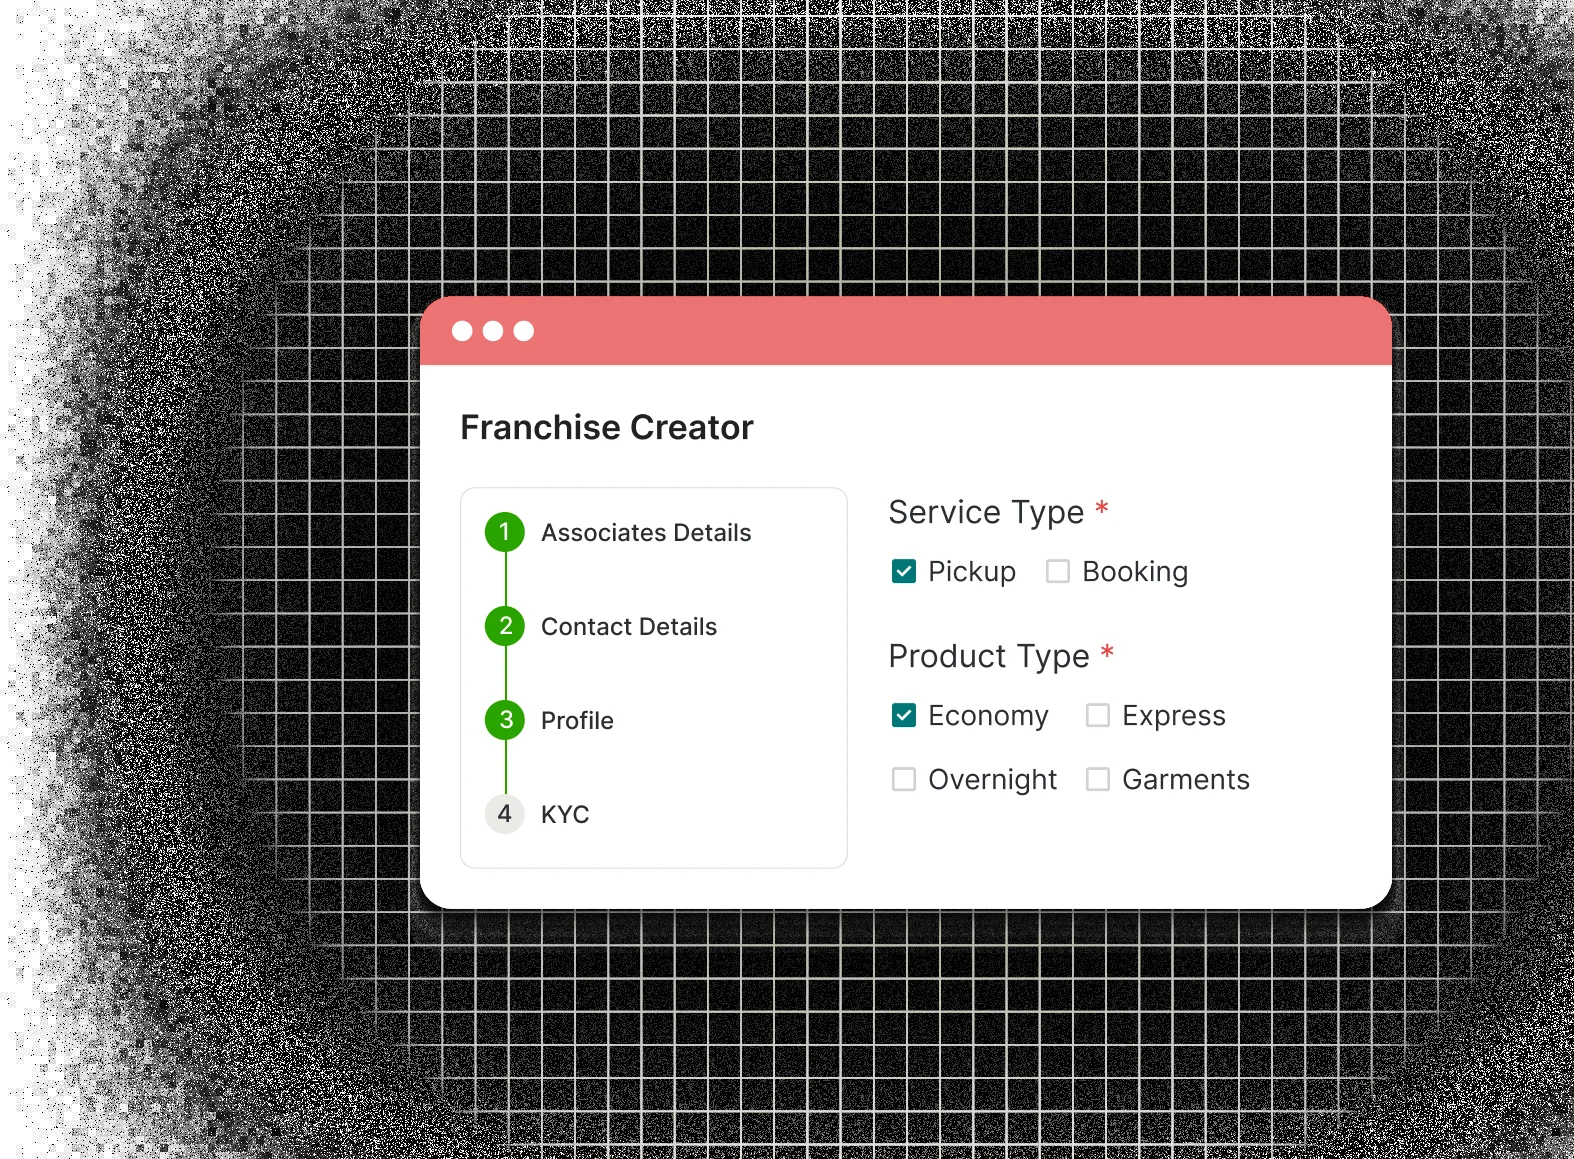 Franchise Creator
1 Associates Details
2 Contact Details
3 Profile
4 KYC
Service Type *
Pickup Booking
Product Type *
Economy Express
Overnight Garments